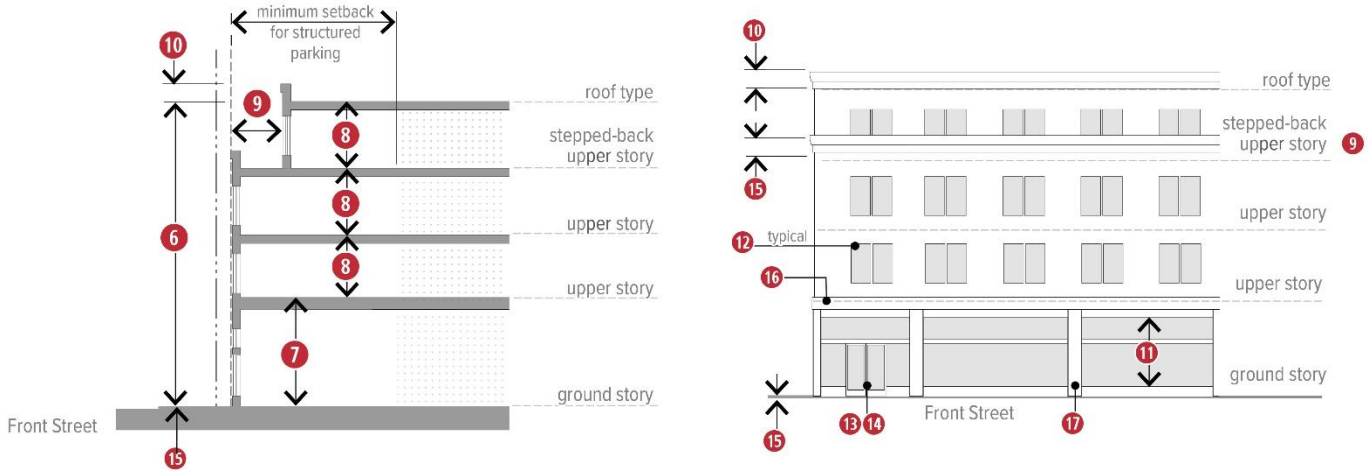 minimum setback
for structured
parking
10
9
roof type
8
stepped-back
upper story
6
8
upper story
8
upper story
7
ground story
Front Street
15
10
roof type
stepped-back
upper story
9
15
upper story
12
typical
16
upper story
11
ground story
15
13
14
Front Street
17